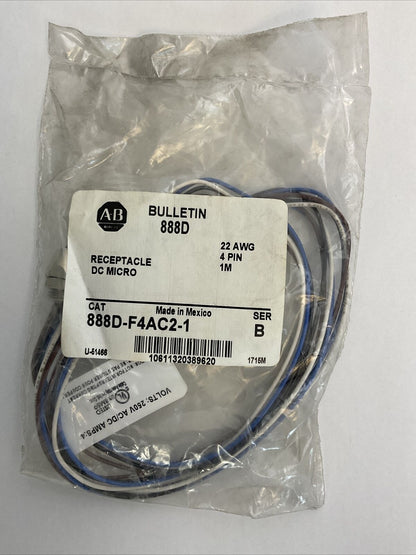 AB
BULLETIN
888D
22 AWG
RECEPTACLE
4 PIN
DC MICRO
1M
Made in Mexico
CAT
SER
888D-F4AC2-1
B
U-61466
10611320389620
1715M
VOLTS: 250V AC/DC AMPS: 4